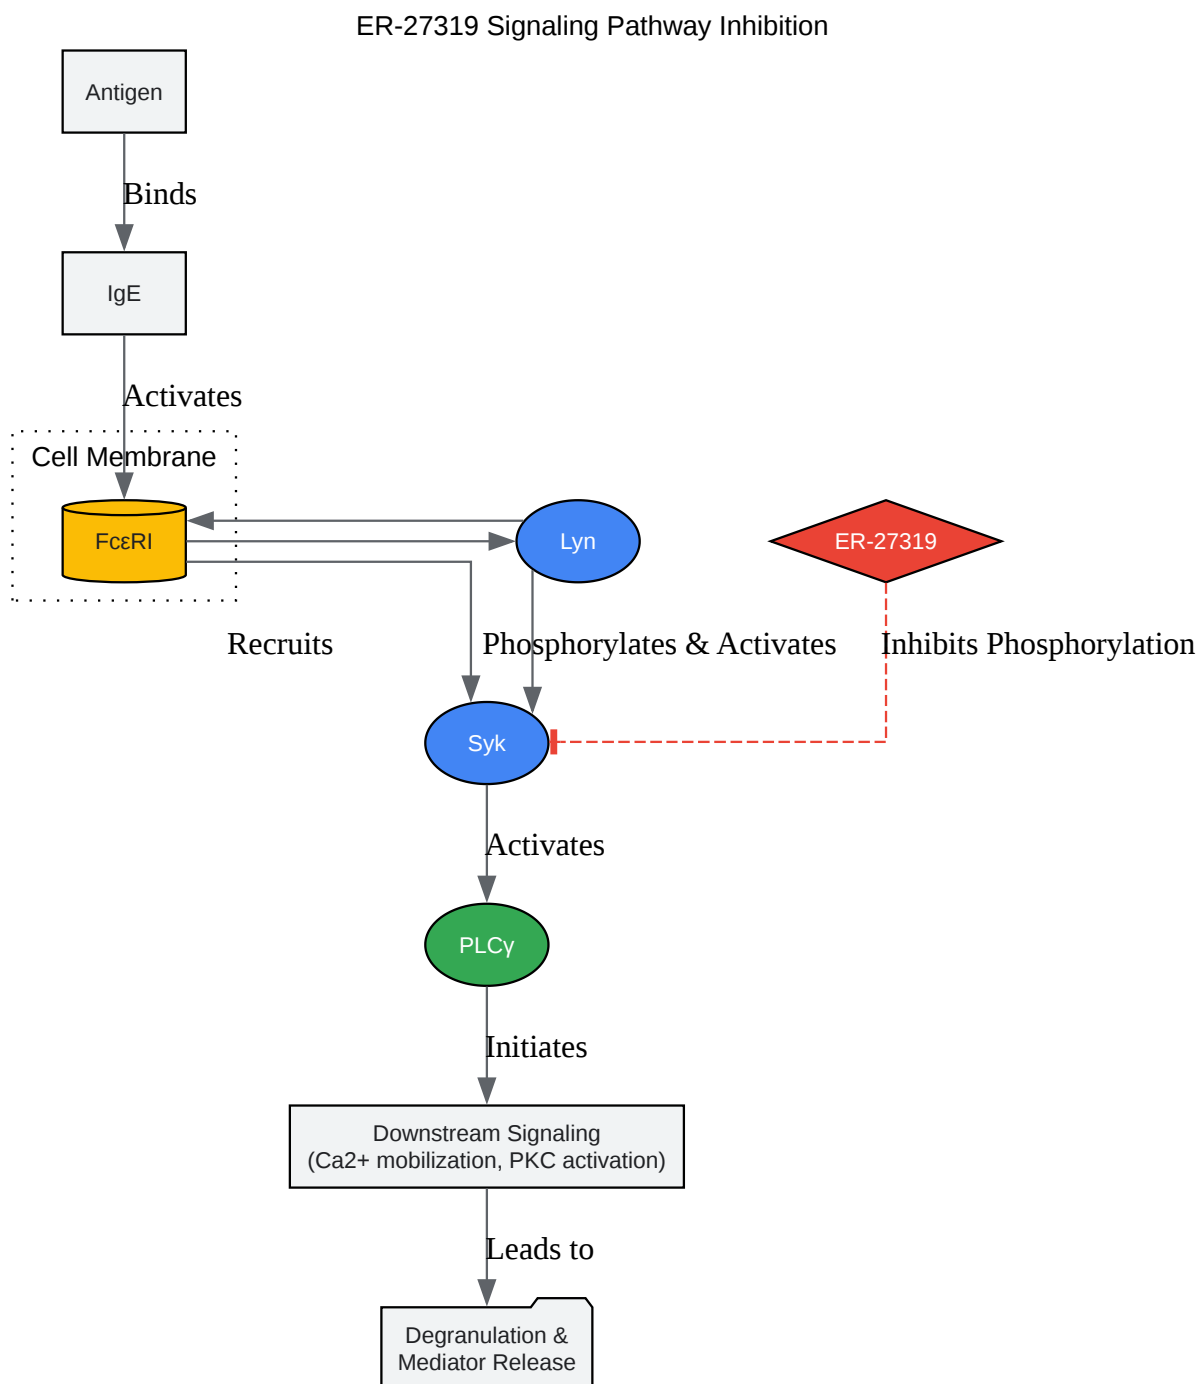 ER-27319 Signaling Pathway Inhibition
Antigen
Binds
IgE
Activates
Cell Membrane
FcεRI
Lyn
ER-27319
Recruits
Phosphorylates & Activates
Inhibits Phosphorylation
Syk
Activates
PLCγ
Initiates
Downstream Signaling
(Ca2+ mobilization, PKC activation)
Leads to
Degranulation &
Mediator Release